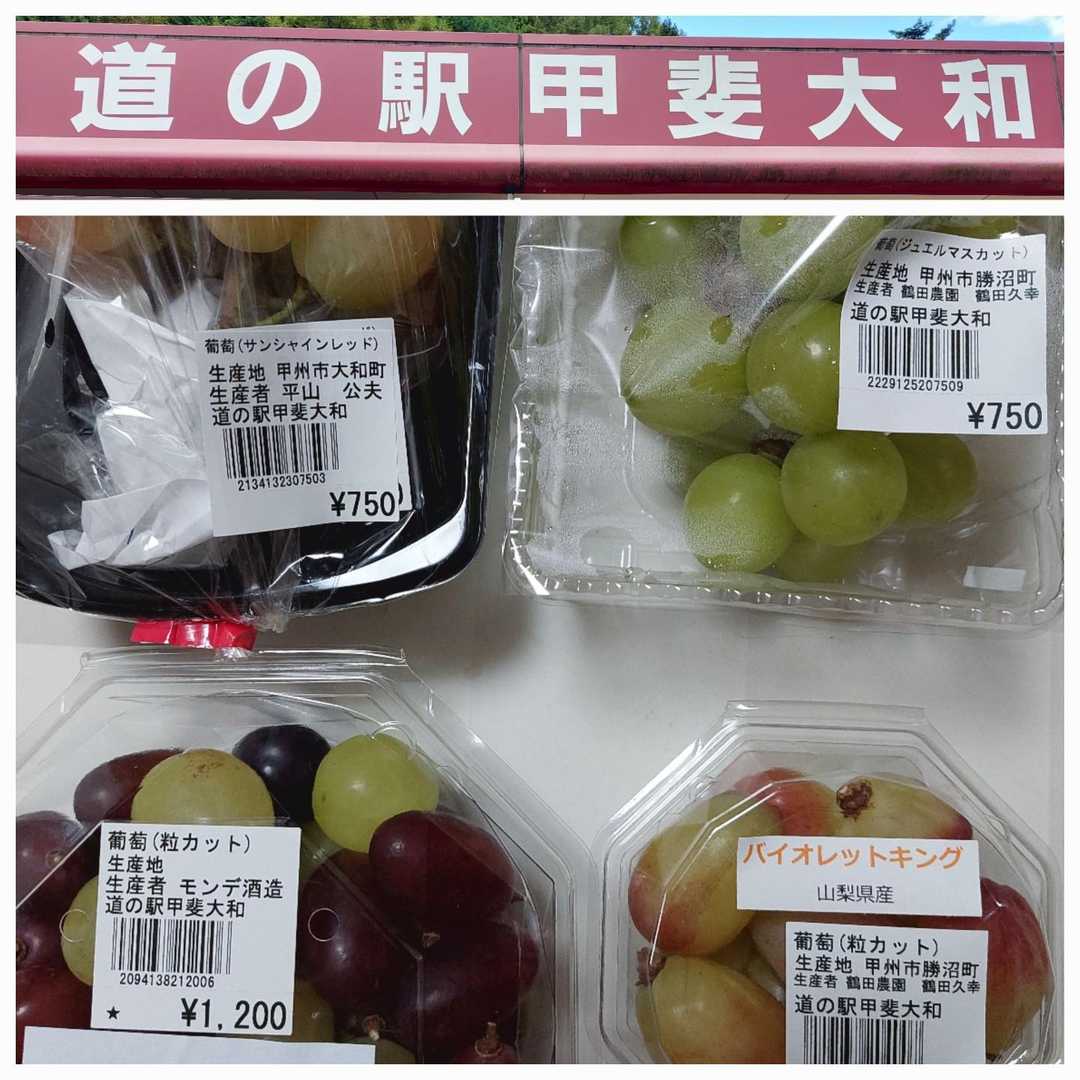 道の駅甲斐大和
葡萄(サンシャインレッド)
生産地 甲州市大和町
生産者 平山 公夫
道の駅甲斐大和
2134132307503
¥750
葡萄(ジュエルマスカット)
生産地 甲州市勝沼町
生産者 鶴田農園 鶴田久幸
道の駅甲斐大和
2229125207509
¥750
葡萄(粒カット)
生産地
生産者 モンデ酒造
道の駅甲斐大和
2094138212006
★ ¥1,200
バイオレットキング
山梨県産
葡萄(粒カット)
生産地 甲州市勝沼町
生産者 鶴田農園 鶴田久幸
道の駅甲斐大和